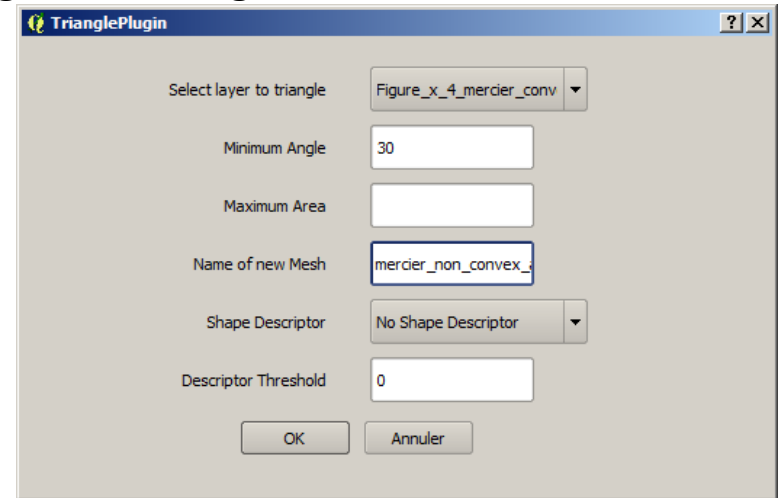 TrianglePlugin
Select layer to triangle Figure_x_4_mercier_conv
Minimum Angle 30
Maximum Area
Name of new Mesh mercier_non_convex_
Shape Descriptor No Shape Descriptor
Descriptor Threshold 0
OK Annuler